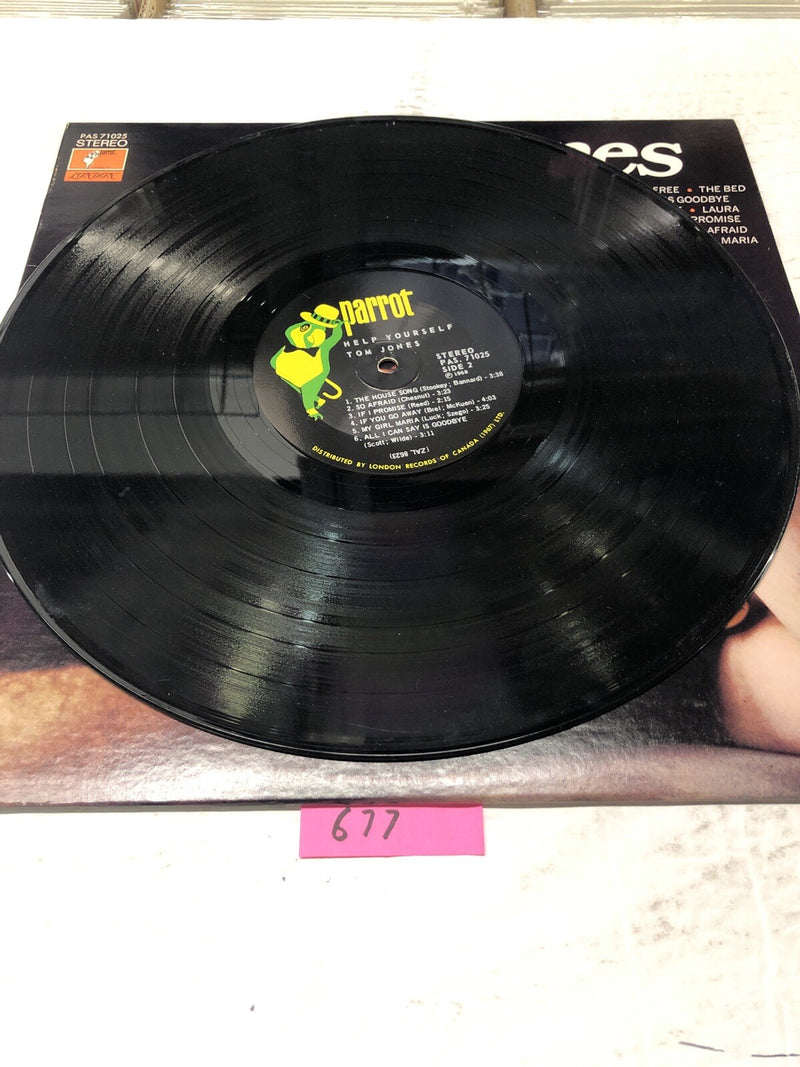 PAS 71025
STEREO
LONDON
nes
FREE • THE BED
GOODBYE
• LAURA
PROMISE
AFRAID
MARIA
parrot
HELP YOURSELF
TOM JONES
STEREO
PAS. 71025
SIDE 2
℗ 1968
1. THE HOUSE SONG (Stookey; Bannard) - 3:38
2. SO AFRAID (Chesnut) - 3:23
3. IF I PROMISE (Reed) - 2:15
4. IF YOU GO AWAY (Brel; McKuen) - 4:03
5. MY GIRL MARIA (Luck; Szego) - 3:25
6. ALL I CAN SAY IS GOODBYE
(Scott; Wilde) - 3:11
(ZAL 8623)
DISTRIBUTED BY LONDON RECORDS OF CANADA (1967) LTD.
677